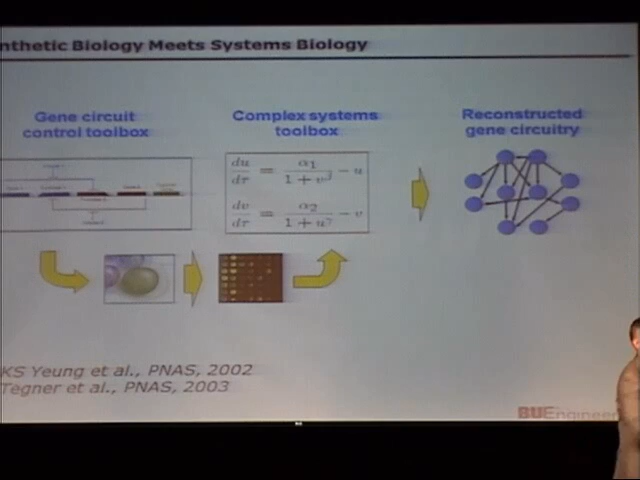 nthetic Biology Meets Systems Biology
Gene circuit
control toolbox
Complex systems
toolbox
Reconstructed
gene circuitry
du/dτ = α₁/1 + v^β − u
dv/dτ = α₂/1 + u^γ − v
KS Yeung et al., PNAS, 2002
Tegner et al., PNAS, 2003
BUEngineer